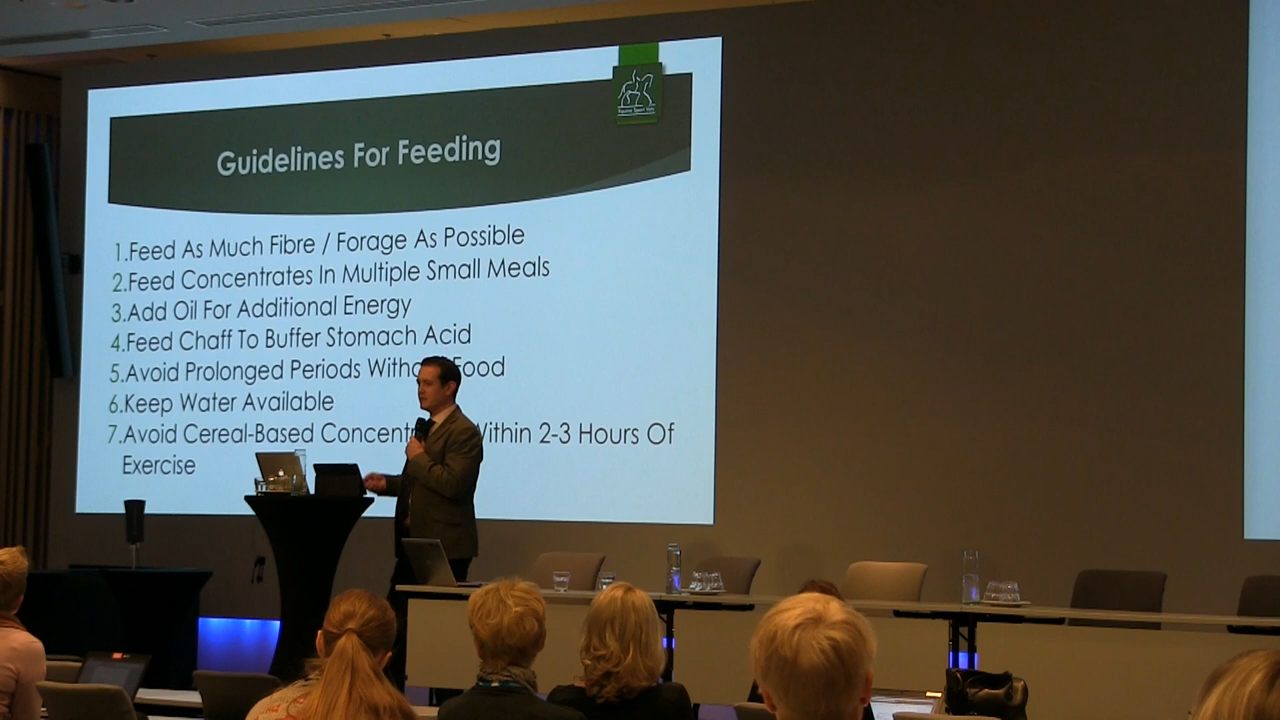 Guidelines For Feeding
1.Feed As Much Fibre / Forage As Possible
2.Feed Concentrates In Multiple Small Meals
3.Add Oil For Additional Energy
4.Feed Chaff To Buffer Stomach Acid
5.Avoid Prolonged Periods Food
6.Keep Water Available
7.Avoid Cereal-Based Within 2-3 Hours Of
Exercise